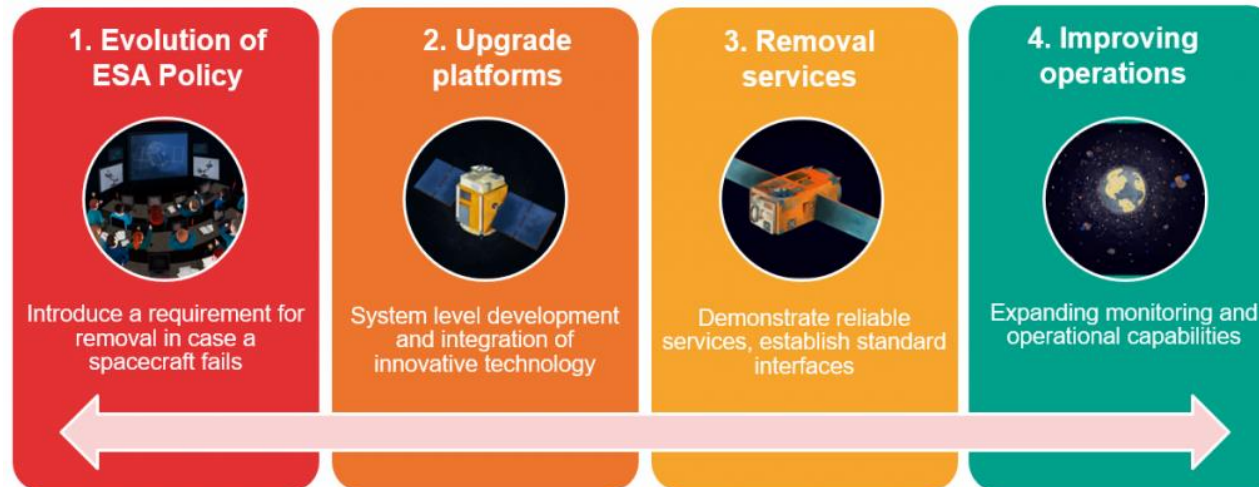 1. Evolution of
ESA Policy
Introduce a requirement for
removal in case a
spacecraft fails
2. Upgrade
platforms
System level development
and integration of
innovative technology
3. Removal
services
Demonstrate reliable
services, establish standard
interfaces
4. Improving
operations
Expanding monitoring and
operational capabilities